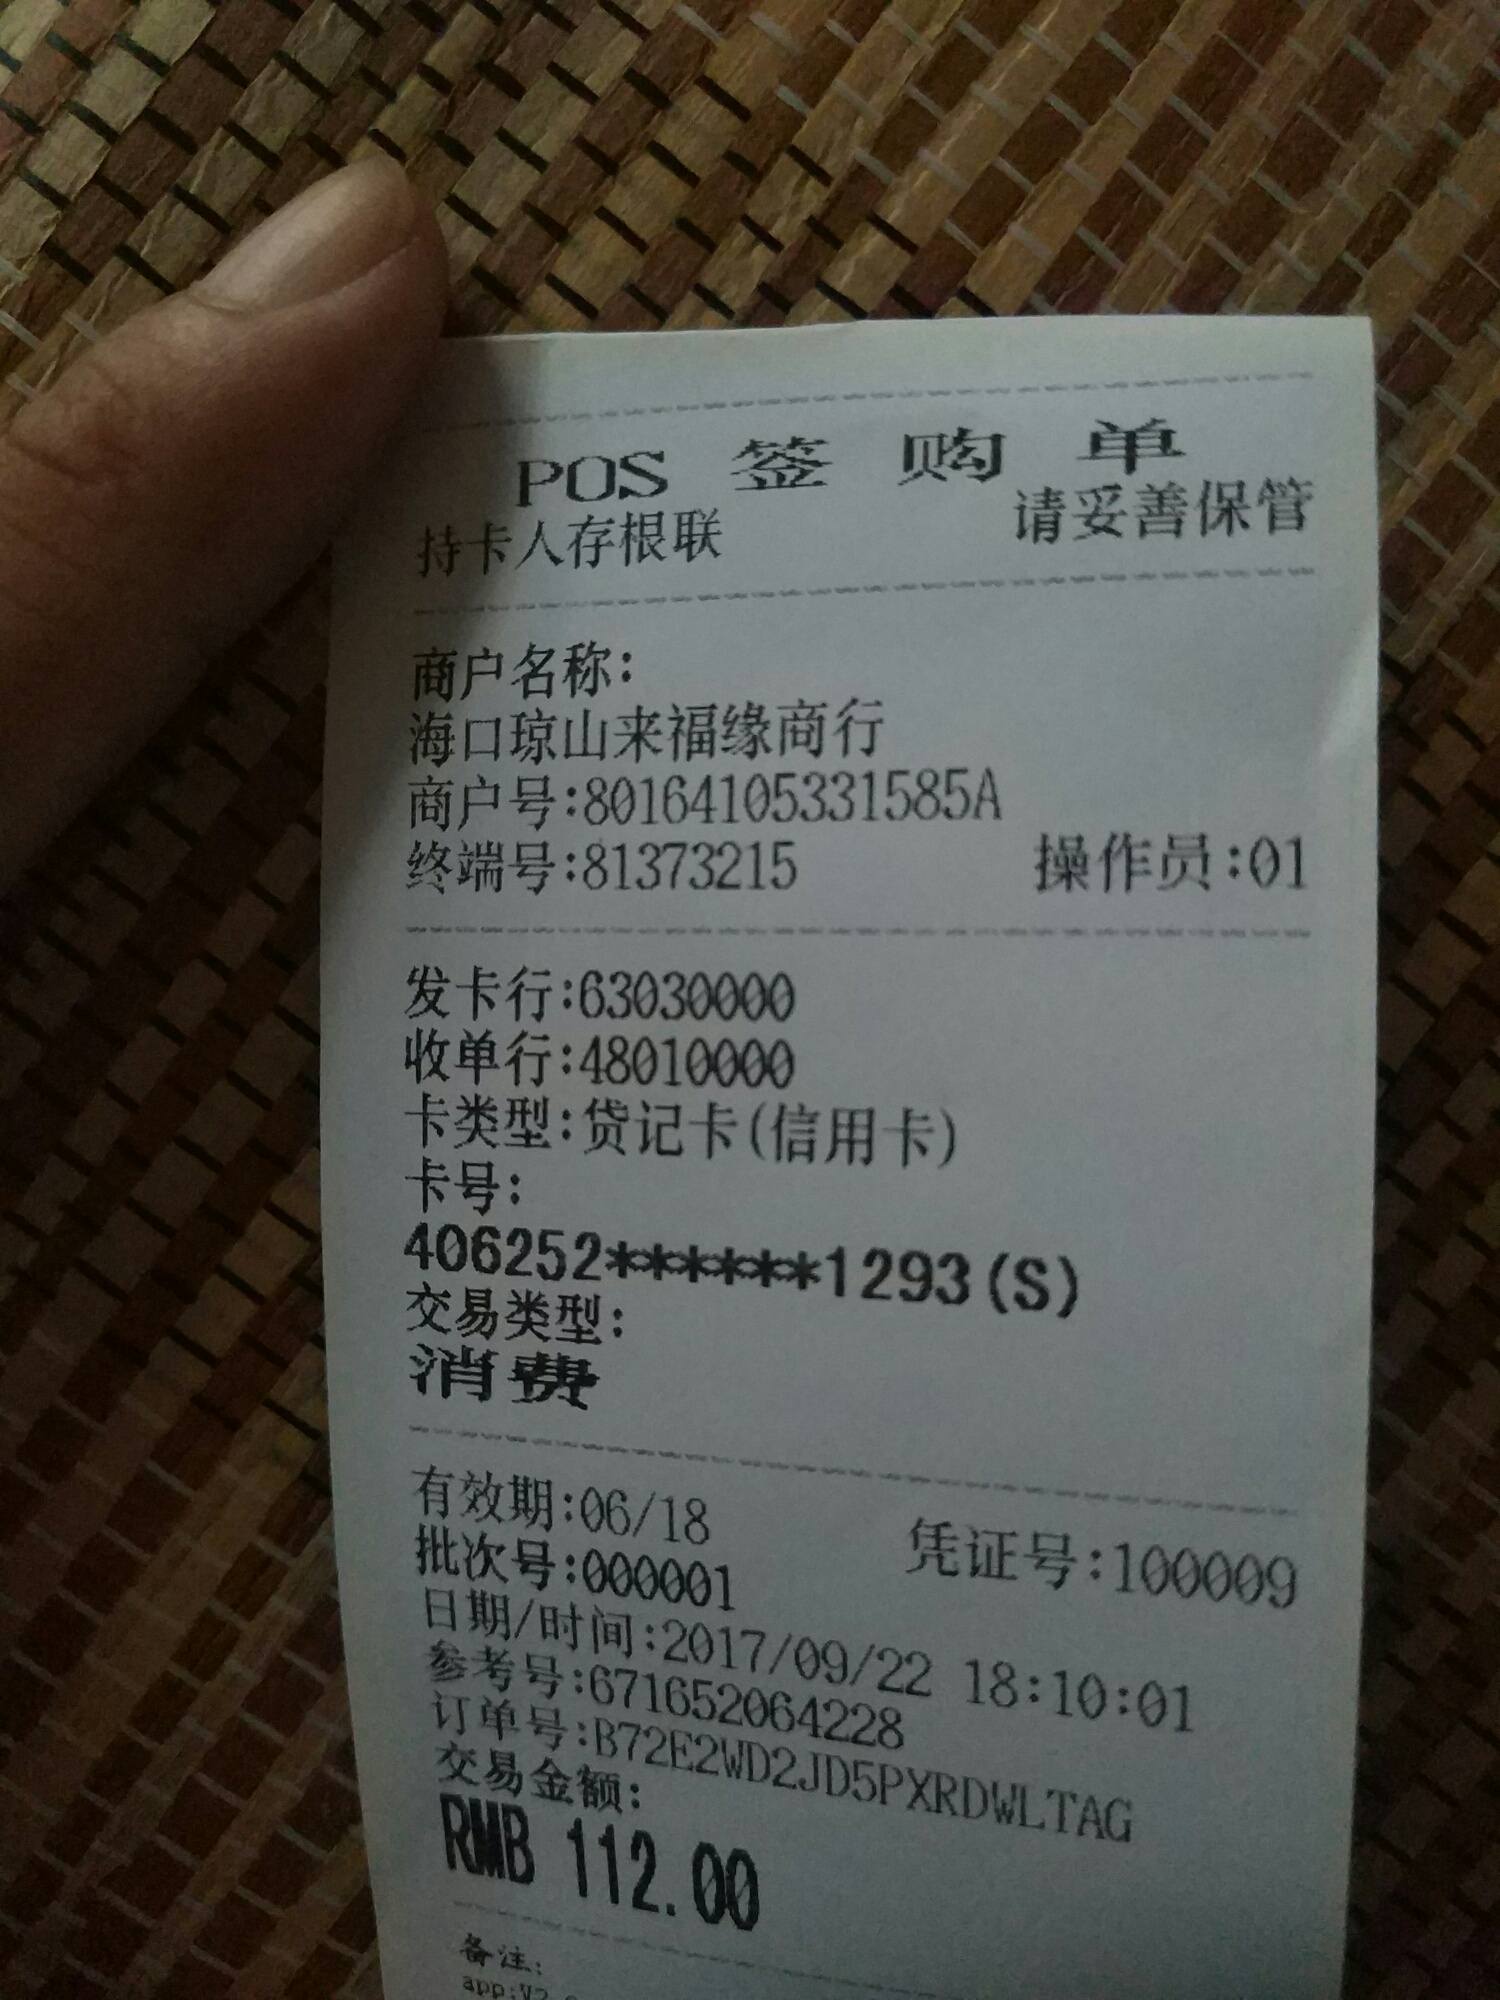 POS 签 购 单
持卡人存根联 请妥善保管
商户名称:
海口琼山来福缘商行
商户号:80164105331585A
终端号:81373215 操作员:01
发卡行:63030000
收单行:48010000
卡类型:贷记卡(信用卡)
卡号:
406252******1293(S)
交易类型:
消费
有效期:06/18 凭证号:100009
批次号:000001
日期/时间:2017/09/22 18:10:01
参考号:671652064228
订单号:B72E2WD2JD5PXRDWLTAG
交易金额:
RMB 112.00
备注: